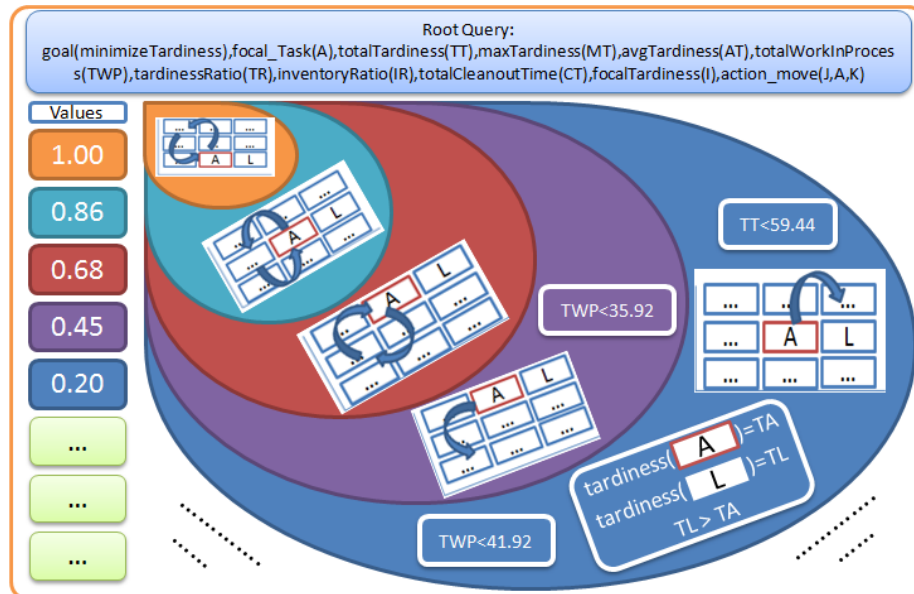 Root Query:
goal(minimizeTardiness),focal_Task(A),totalTardiness(TT),maxTardiness(MT),avgTardiness(AT),totalWorkInProces
s(TWP),tardinessRatio(TR),inventoryRatio(IR),totalCleanoutTime(CT),focalTardiness(I),action_move(J,A,K)
Values
1.00
0.86
0.68
0.45
0.20
...
...
...
... ... ...
... ... ...
... A L
... ... ...
... A L
... ... ...
... A L
... ... ...
... ... ...
TWP<35.92
... A L
... ... ...
... ... ...
TT<59.44
... ... ...
... A L
... ... ...
tardiness( A )=TA
tardiness( L )=TL
TL > TA
TWP<41.92